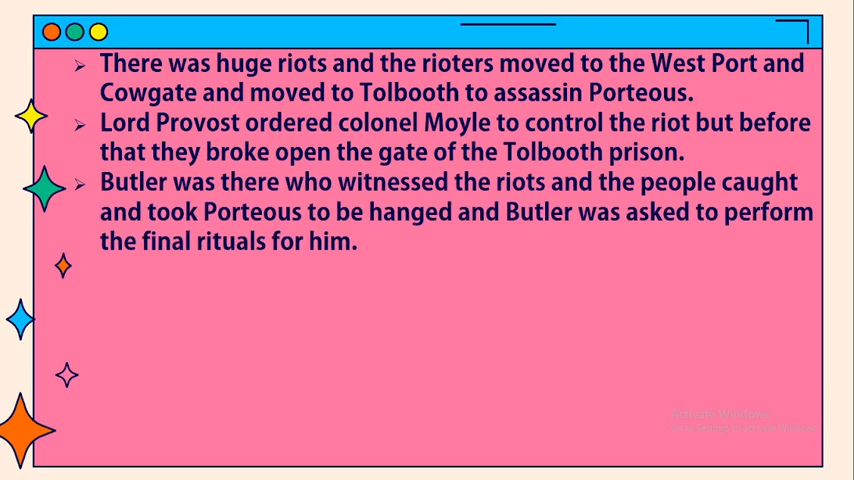 ➢ There was huge riots and the rioters moved to the West Port and
Cowgate and moved to Tolbooth to assassin Porteous.
➢ Lord Provost ordered colonel Moyle to control the riot but before
that they broke open the gate of the Tolbooth prison.
➢ Butler was there who witnessed the riots and the people caught
and took Porteous to be hanged and Butler was asked to perform
the final rituals for him.
Activate Windows